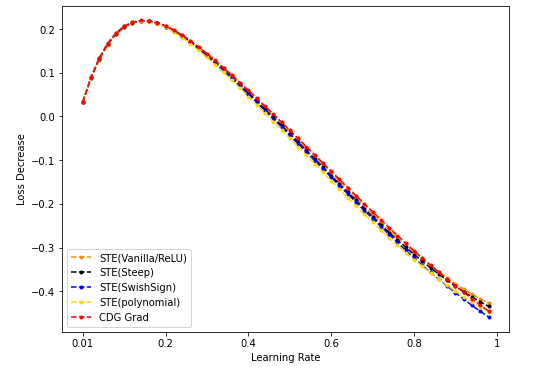 0.2
0.1
0.0
−0.1
−0.2
−0.3
−0.4
Loss Decrease
STE(Vanilla/ReLU)
STE(Steep)
STE(SwishSign)
STE(polynomial)
CDG Grad
0.01
0.2
0.4
0.6
0.8
1
Learning Rate